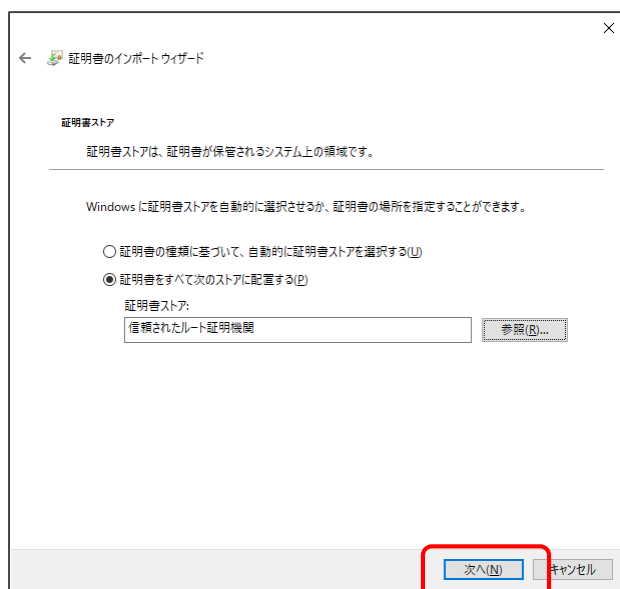 証明書のインポート ウィザード
証明書ストア
証明書ストアは、証明書が保管されるシステム上の領域です。
Windows に証明書ストアを自動的に選択させるか、証明書の場所を指定することができます。
証明書の種類に基づいて、自動的に証明書ストアを選択する(U)
証明書をすべて次のストアに配置する(P)
証明書ストア:
信頼されたルート証明機関
参照(R)...
次へ(N)
キャンセル